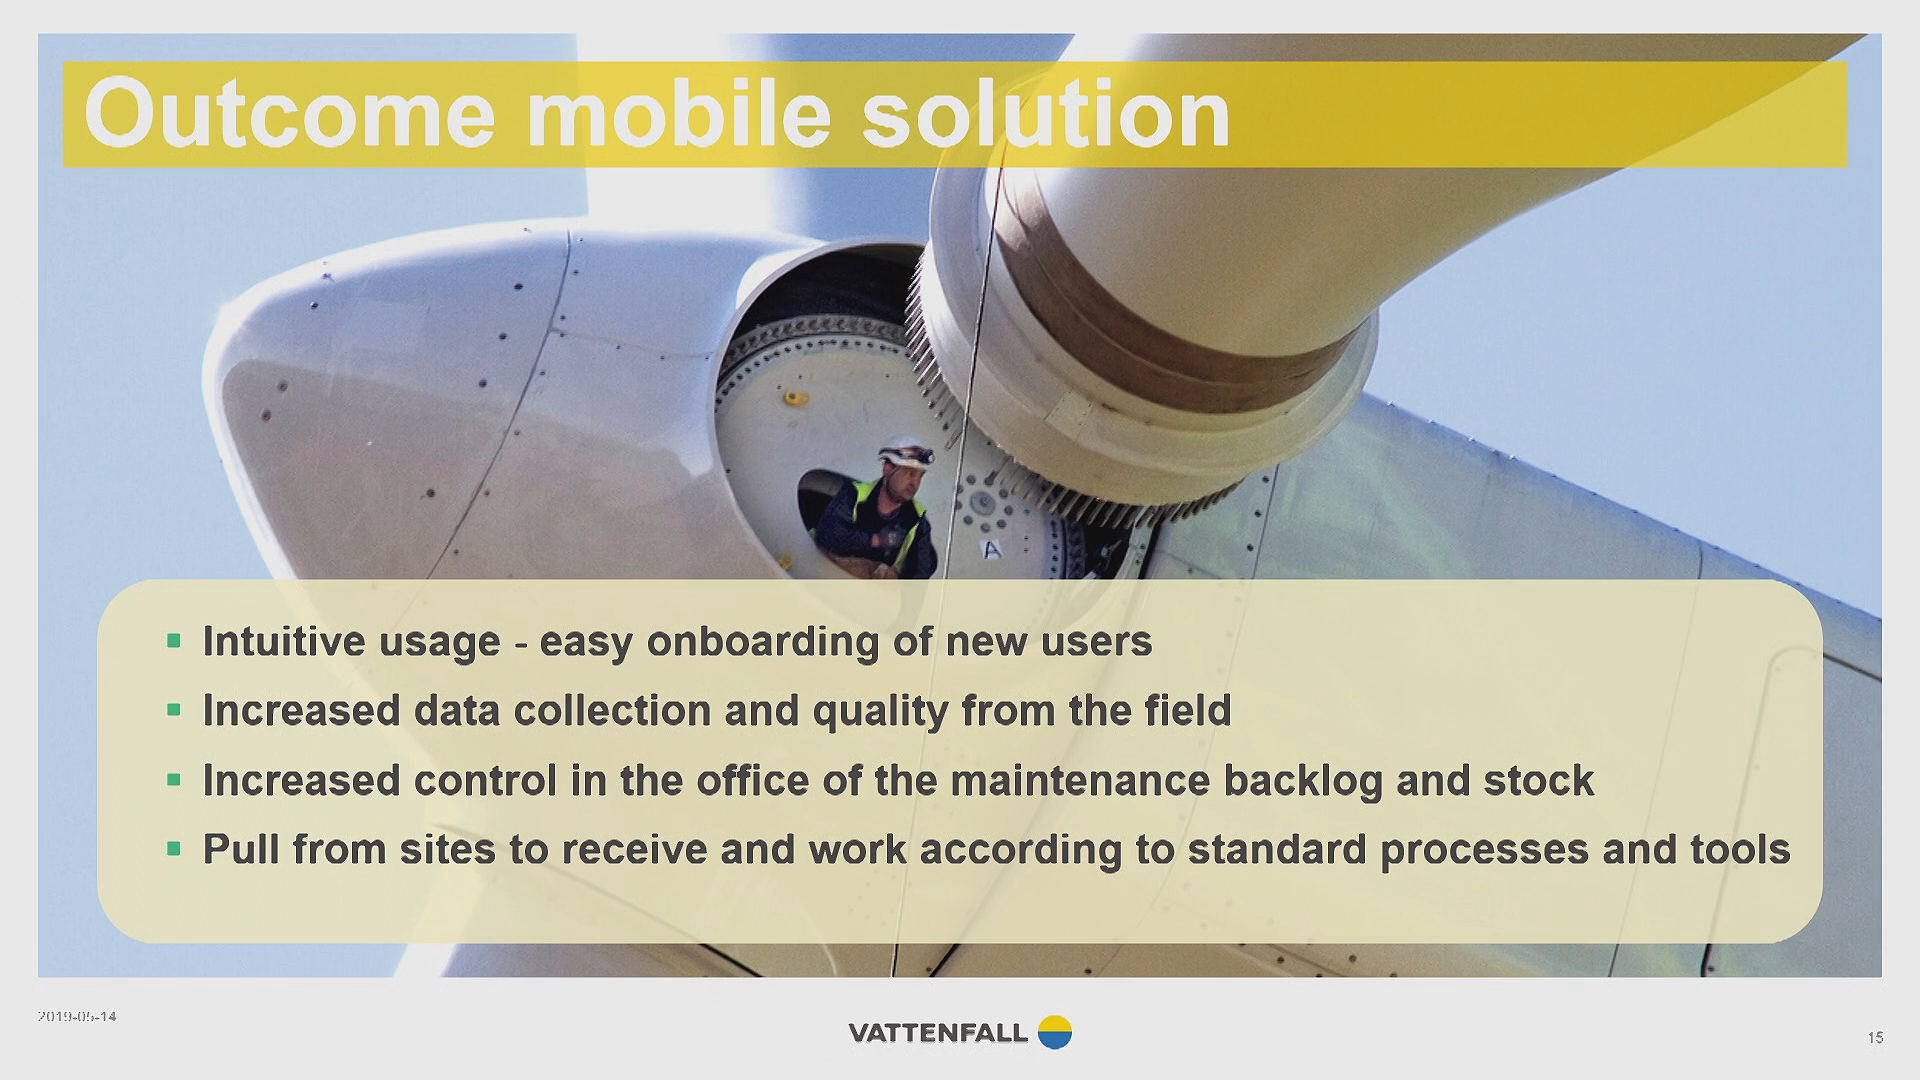 Outcome mobile solution
A
Intuitive usage - easy onboarding of new users
Increased data collection and quality from the field
Increased control in the office of the maintenance backlog and stock
Pull from sites to receive and work according to standard processes and tools
2019-05-14
VATTENFALL
15